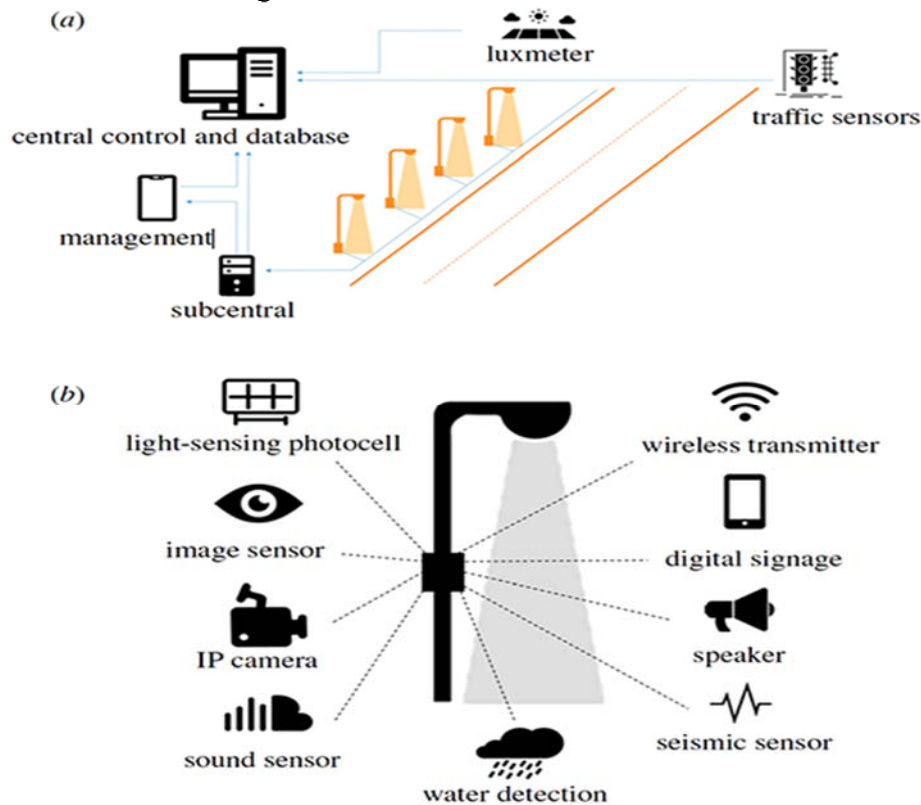 (a)
luxmeter
traffic sensors
central control and database
management
subcentral
(b)
light-sensing photocell
wireless transmitter
image sensor
digital signage
IP camera
speaker
sound sensor
seismic sensor
water detection